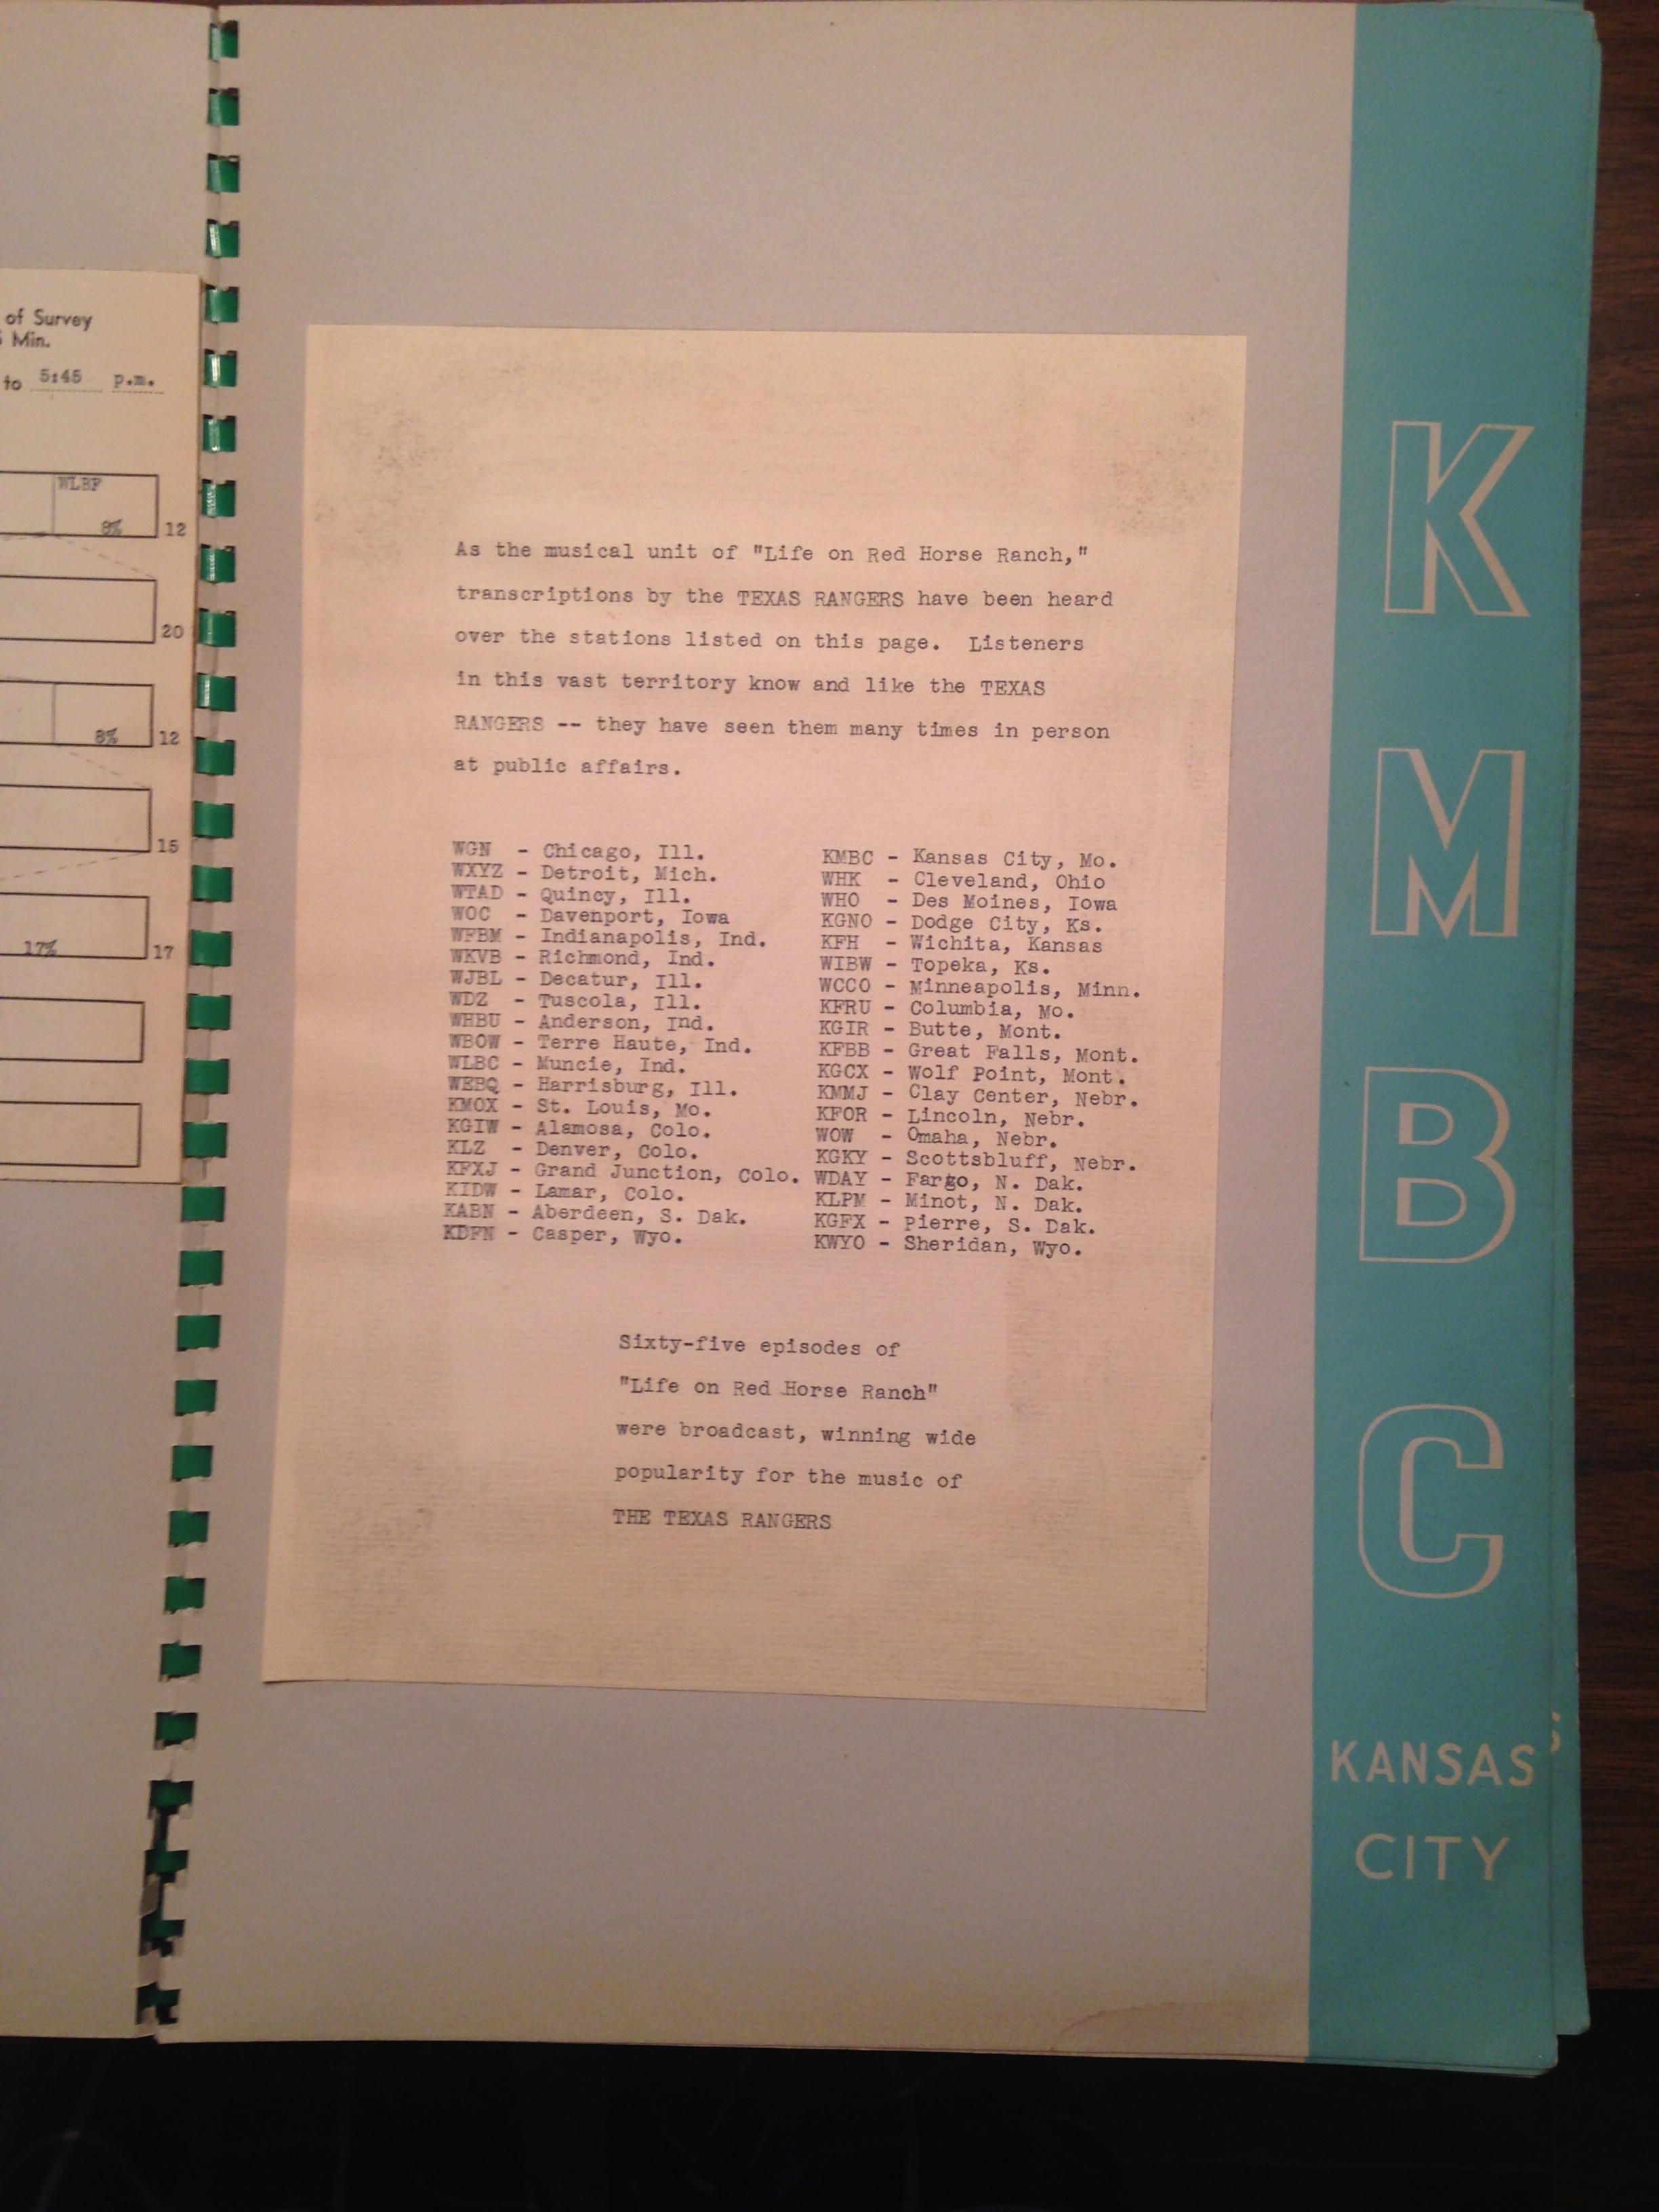 of Survey
Min.
to 5:45 p.m.
WLBF
8% 12
20
8% 12
15
17% 17
As the musical unit of "Life on Red Horse Ranch,"
transcriptions by the TEXAS RANGERS have been heard
over the stations listed on this page. Listeners
in this vast territory know and like the TEXAS
RANGERS -- they have seen them many times in person
at public affairs.
WGN - Chicago, Ill.
WXYZ - Detroit, Mich.
WTAD - Quincy, Ill.
WOC - Davenport, Iowa
WFBM - Indianapolis, Ind.
WKVB - Richmond, Ind.
WJBL - Decatur, Ill.
WDZ - Tuscola, Ill.
WHBU - Anderson, Ind.
WBOW - Terre Haute, Ind.
WLBC - Muncie, Ind.
WEBQ - Harrisburg, Ill.
KMOX - St. Louis, Mo.
KGIW - Alamosa, Colo.
KLZ - Denver, Colo.
KFXJ - Grand Junction, Colo.
KIDW - Lamar, Colo.
KABN - Aberdeen, S. Dak.
KDFN - Casper, Wyo.
KMBC - Kansas City, Mo.
WHK - Cleveland, Ohio
WHO - Des Moines, Iowa
KGNO - Dodge City, Ks.
KFH - Wichita, Kansas
WIBW - Topeka, Ks.
WCCO - Minneapolis, Minn.
KFRU - Columbia, Mo.
KGIR - Butte, Mont.
KFBB - Great Falls, Mont.
KGCX - Wolf Point, Mont.
KMMJ - Clay Center, Nebr.
KFOR - Lincoln, Nebr.
WOW - Omaha, Nebr.
KGKY - Scottsbluff, Nebr.
WDAY - Fargo, N. Dak.
KLPM - Minot, N. Dak.
KGFX - Pierre, S. Dak.
KWYO - Sheridan, Wyo.
Sixty-five episodes of
"Life on Red Horse Ranch"
were broadcast, winning wide
popularity for the music of
THE TEXAS RANGERS
K
M
B
C
KANSAS
CITY